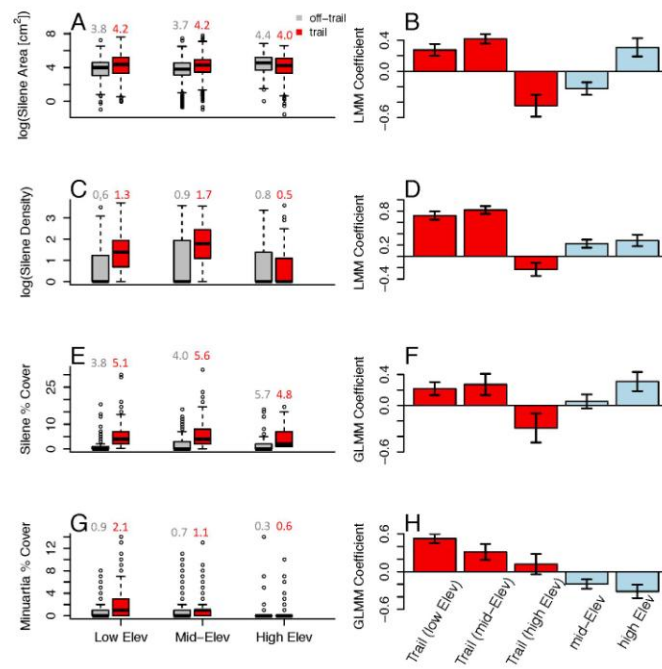 A
3.8 4.2
3.7 4.2
4.4 4.0
off-trail
trail
log(Silene Area [cm²]
8
4
0
B
LMM Coefficient
0.4
0.0
−0.6
C
0.6 1.3
0.9 1.7
0.8 0.5
log(Silene Density)
3
2
1
0
D
LMM Coefficient
0.8
0.2
−0.4
E
3.8 5.1
4.0 5.6
5.7 4.8
Silene % Cover
25
15
0
F
GLMM Coefficient
0.4
0.0
−0.6
G
0.9 2.1
0.7 1.1
0.3 0.6
Minuartia % Cover
12
8
4
0
Low Elev Mid−Elev High Elev
H
GLMM Coefficient
0.6
0.0
−0.6
Trail (low Elev)
Trail (mid−Elev)
Trail (high Elev)
mid−Elev
high Elev